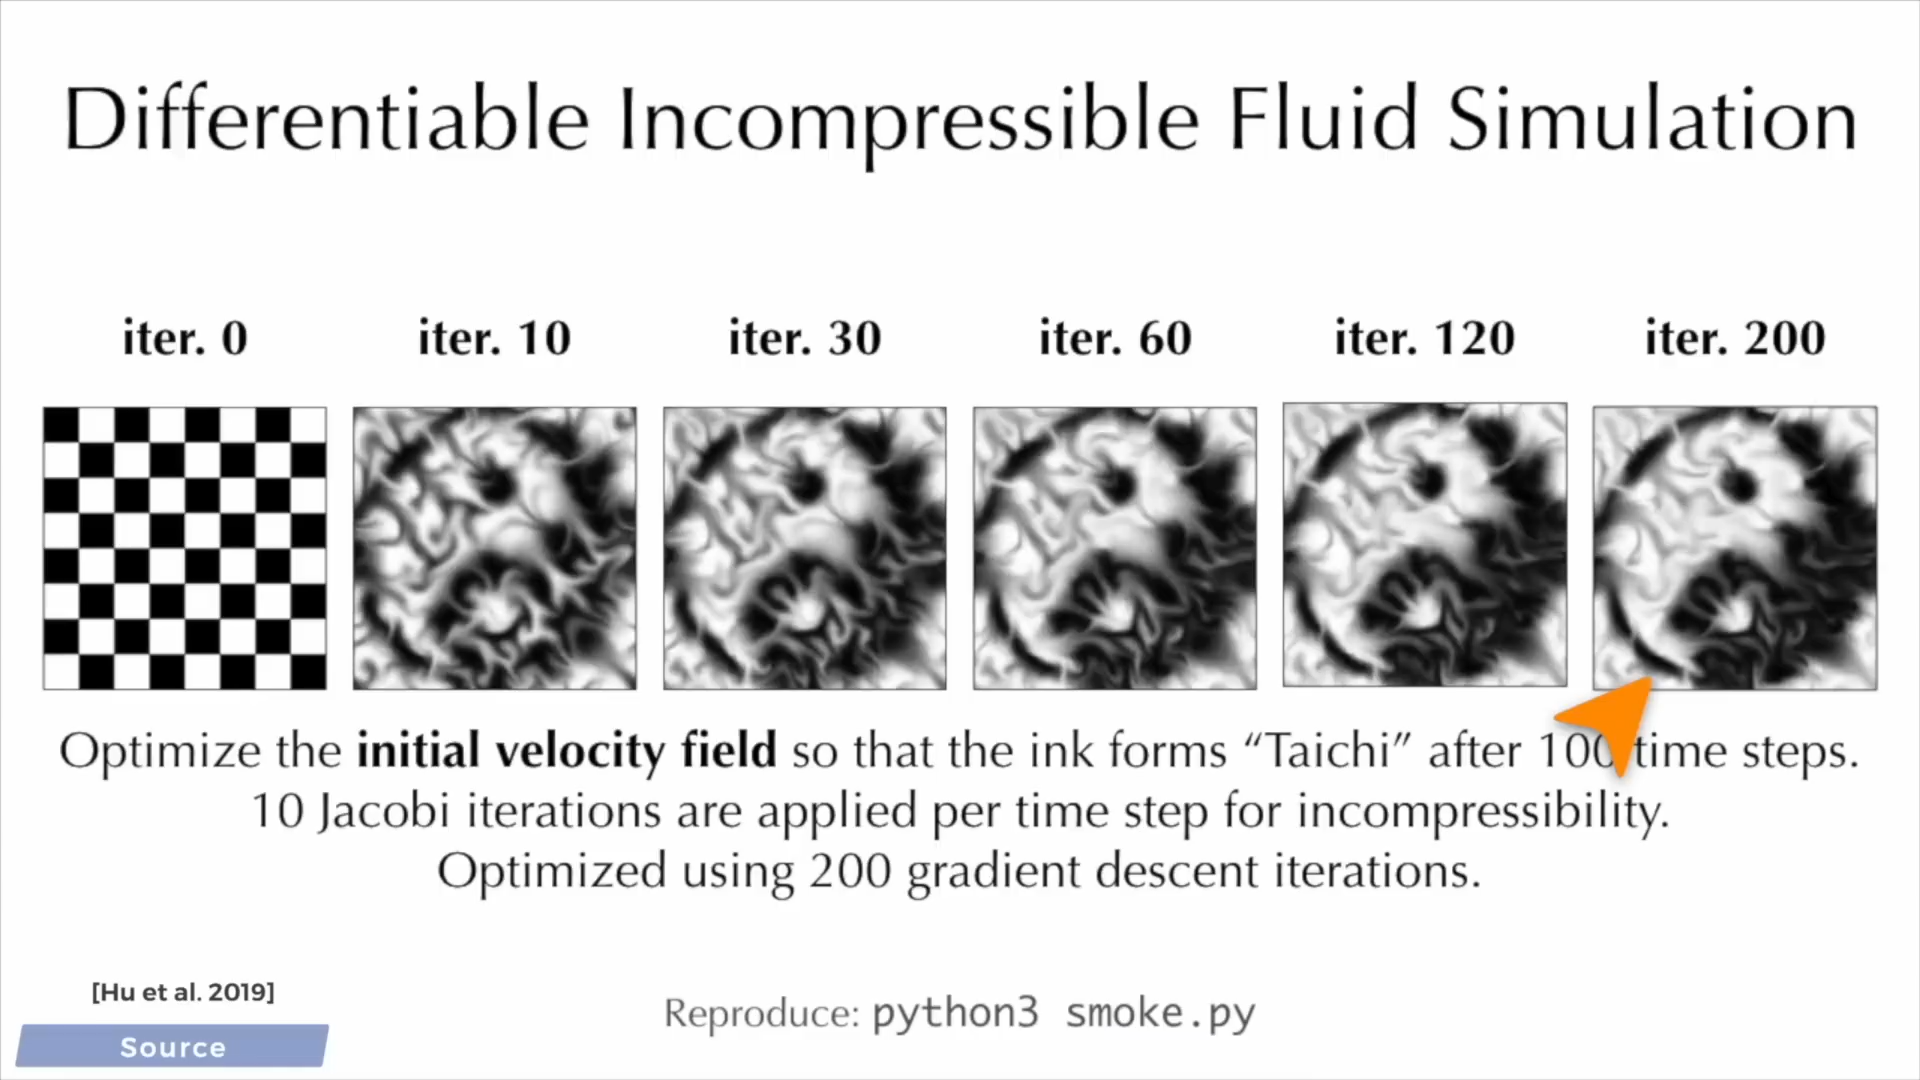 Differentiable Incompressible Fluid Simulation
iter. 0 iter. 10 iter. 30 iter. 60 iter. 120 iter. 200
Optimize the initial velocity field so that the ink forms “Taichi” after 100 time steps.
10 Jacobi iterations are applied per time step for incompressibility.
Optimized using 200 gradient descent iterations.
[Hu et al. 2019]
Reproduce: python3 smoke.py
Source